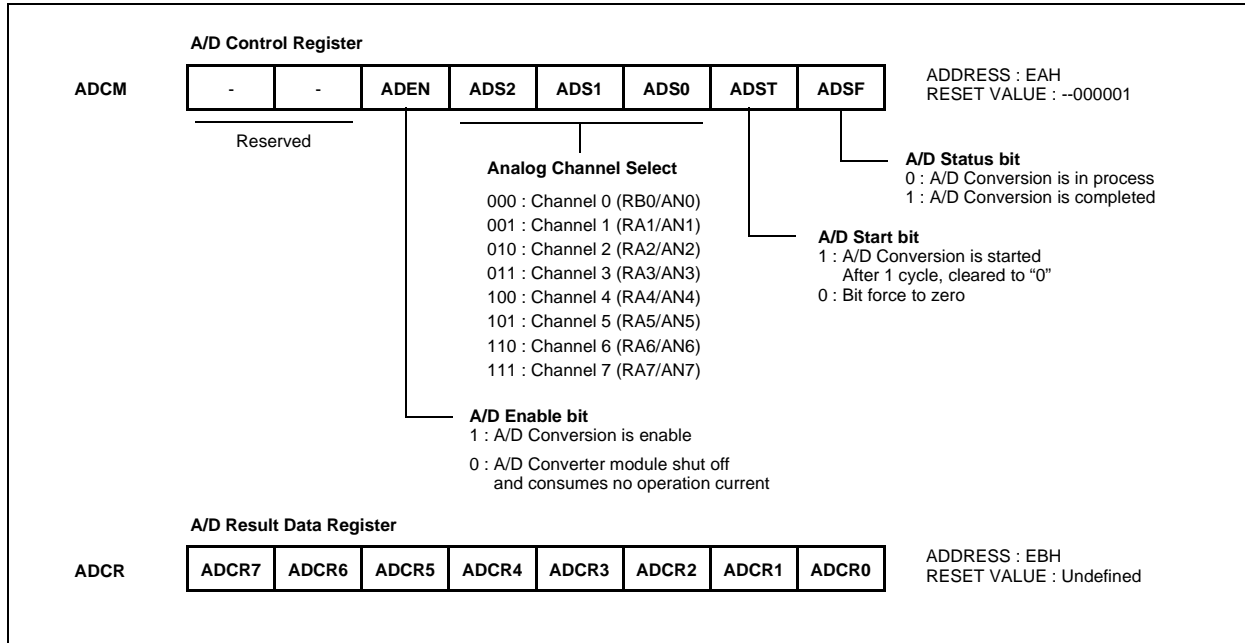 A/D Control Register
ADCM - - ADEN ADS2 ADS1 ADS0 ADST ADSF
ADDRESS : EAH
RESET VALUE : --000001
Reserved
Analog Channel Select
000 : Channel 0 (RB0/AN0)
001 : Channel 1 (RA1/AN1)
010 : Channel 2 (RA2/AN2)
011 : Channel 3 (RA3/AN3)
100 : Channel 4 (RA4/AN4)
101 : Channel 5 (RA5/AN5)
110 : Channel 6 (RA6/AN6)
111 : Channel 7 (RA7/AN7)
A/D Status bit
0 : A/D Conversion is in process
1 : A/D Conversion is completed
A/D Start bit
1 : A/D Conversion is started
After 1 cycle, cleared to “0”
0 : Bit force to zero
A/D Enable bit
1 : A/D Conversion is enable
0 : A/D Converter module shut off
and consumes no operation current
A/D Result Data Register
ADCR ADCR7 ADCR6 ADCR5 ADCR4 ADCR3 ADCR2 ADCR1 ADCR0
ADDRESS : EBH
RESET VALUE : Undefined